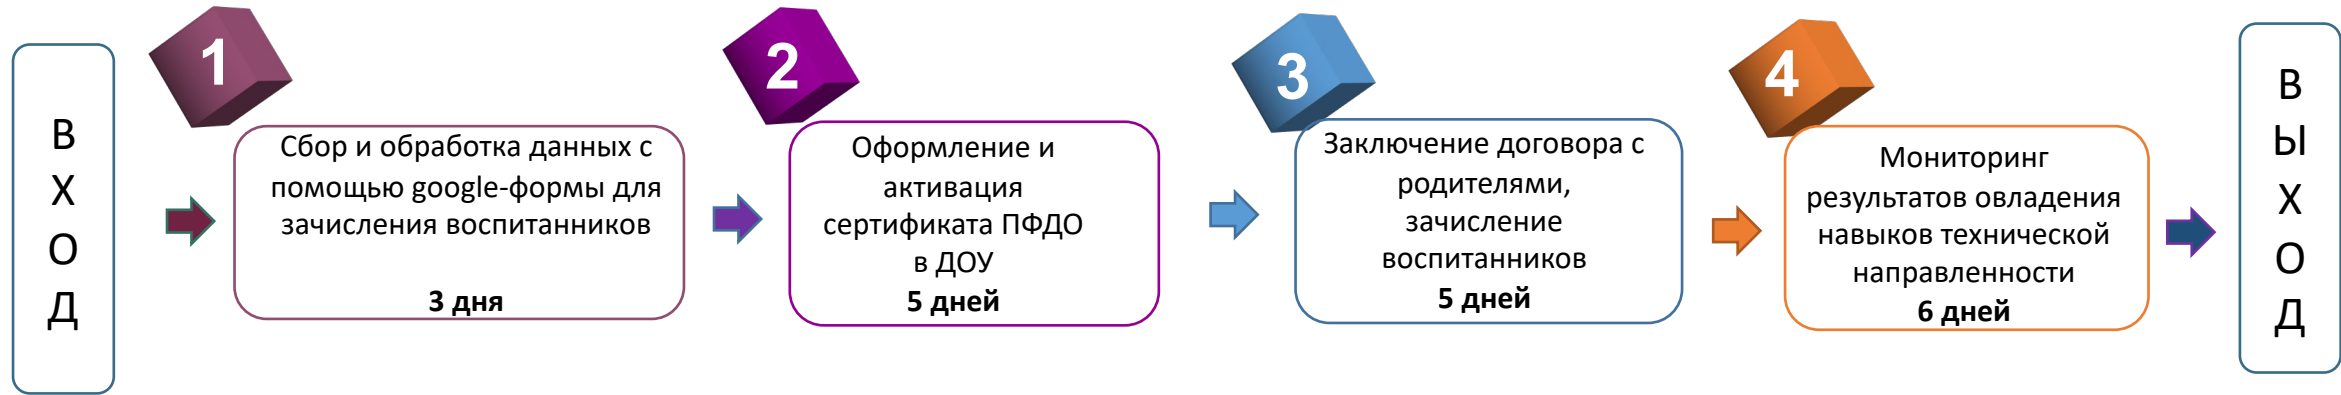 В
Х
О
Д
1
Сбор и обработка данных с
помощью google-формы для
зачисления воспитанников
3 дня
2
Оформление и
активация
сертификата ПФДО
в ДОУ
5 дней
3
Заключение договора с
родителями,
зачисление
воспитанников
5 дней
4
Мониторинг
результатов овладения
навыков технической
направленности
6 дней
В
Ы
Х
О
Д